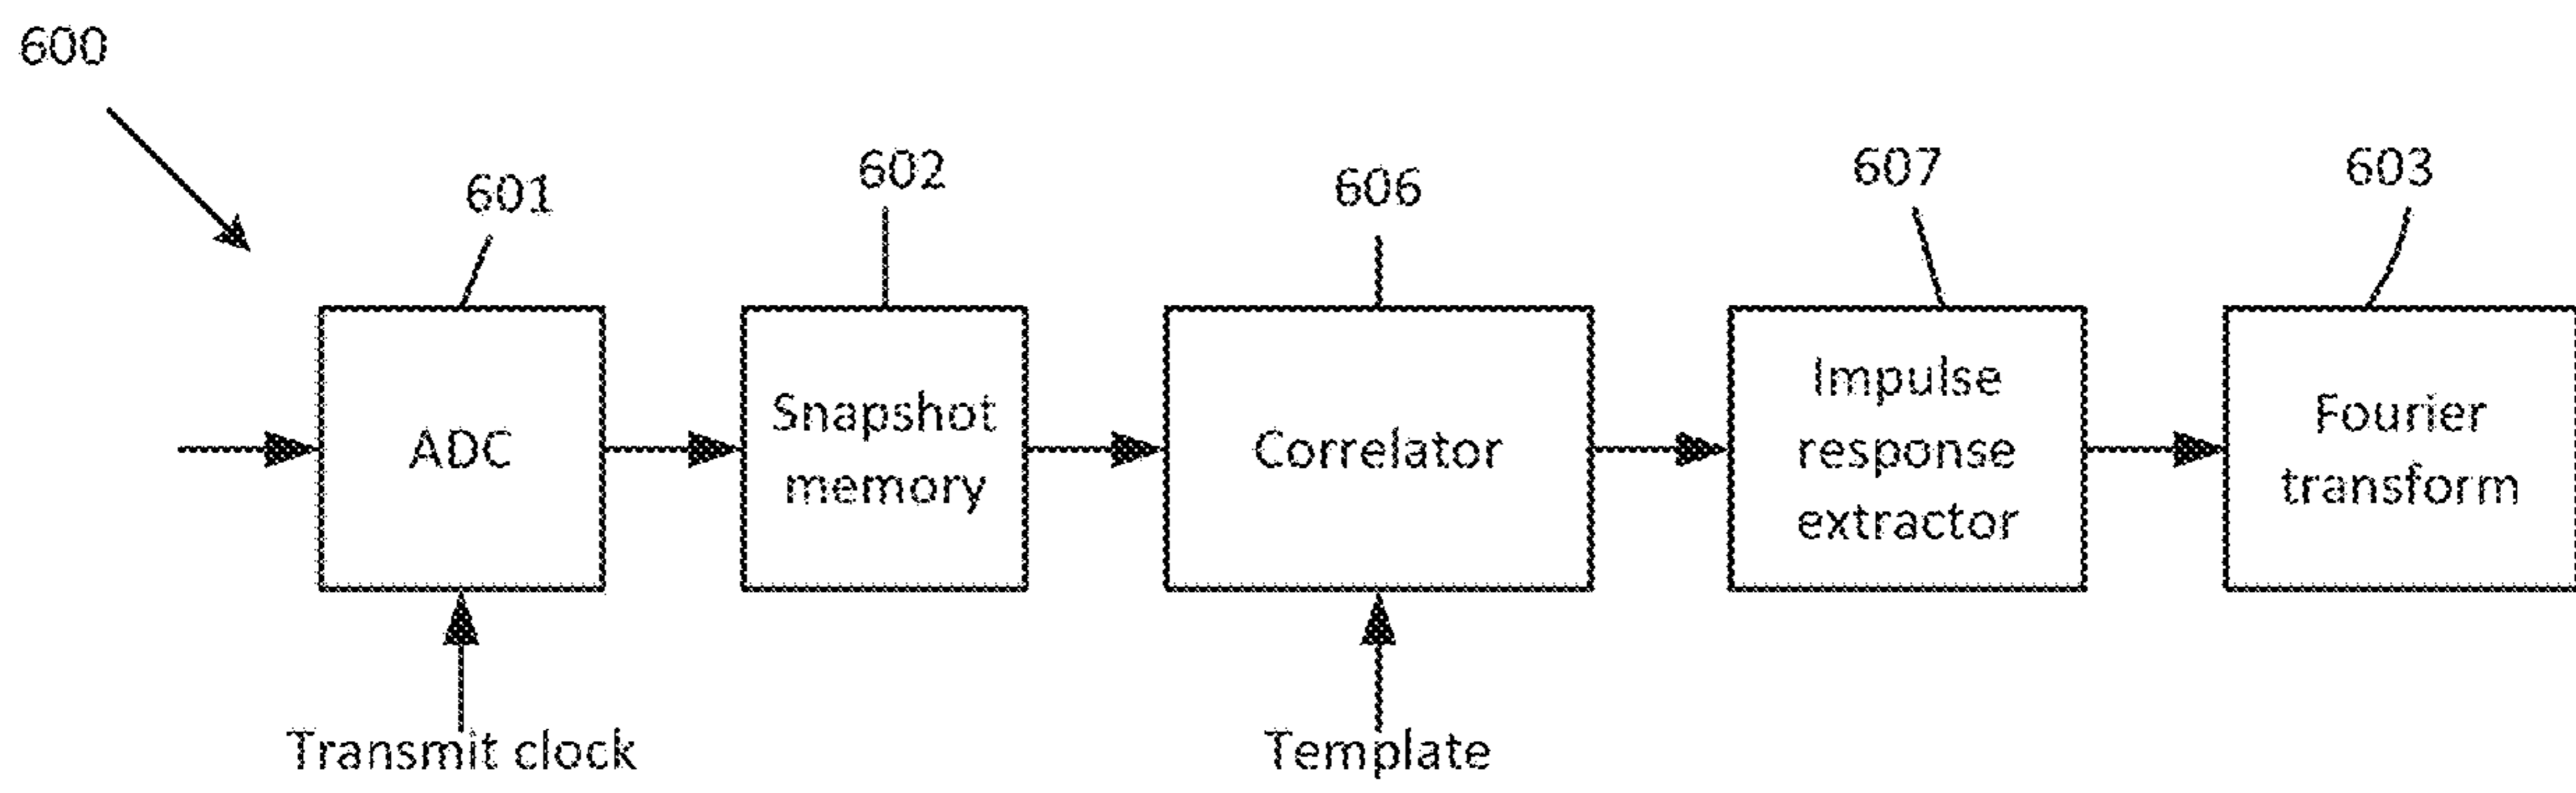 600
601
602
606
607
603
ADC
Snapshot
memory
Correlator
Impulse
response
extractor
Fourier
transform
Transmit clock
Template